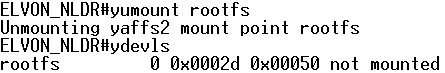 ELVON_NLDR#yumount rootfs
Unmounting yaffs2 mount point rootfs
ELVON_NLDR#ydevls
rootfs          0 0x0002d 0x00050 not mounted